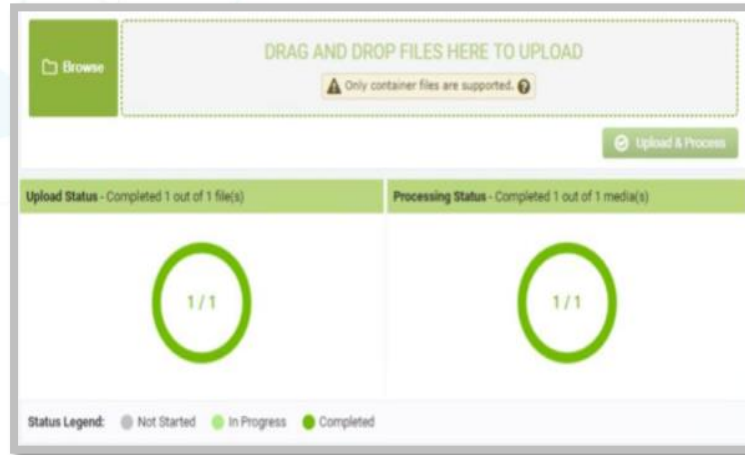 Browse
DRAG AND DROP FILES HERE TO UPLOAD
Only container files are supported.
Upload & Process
Upload Status - Completed 1 out of 1 file(s)
Processing Status - Completed 1 out of 1 media(s)
1 / 1
1 / 1
Status Legend: Not Started In Progress Completed